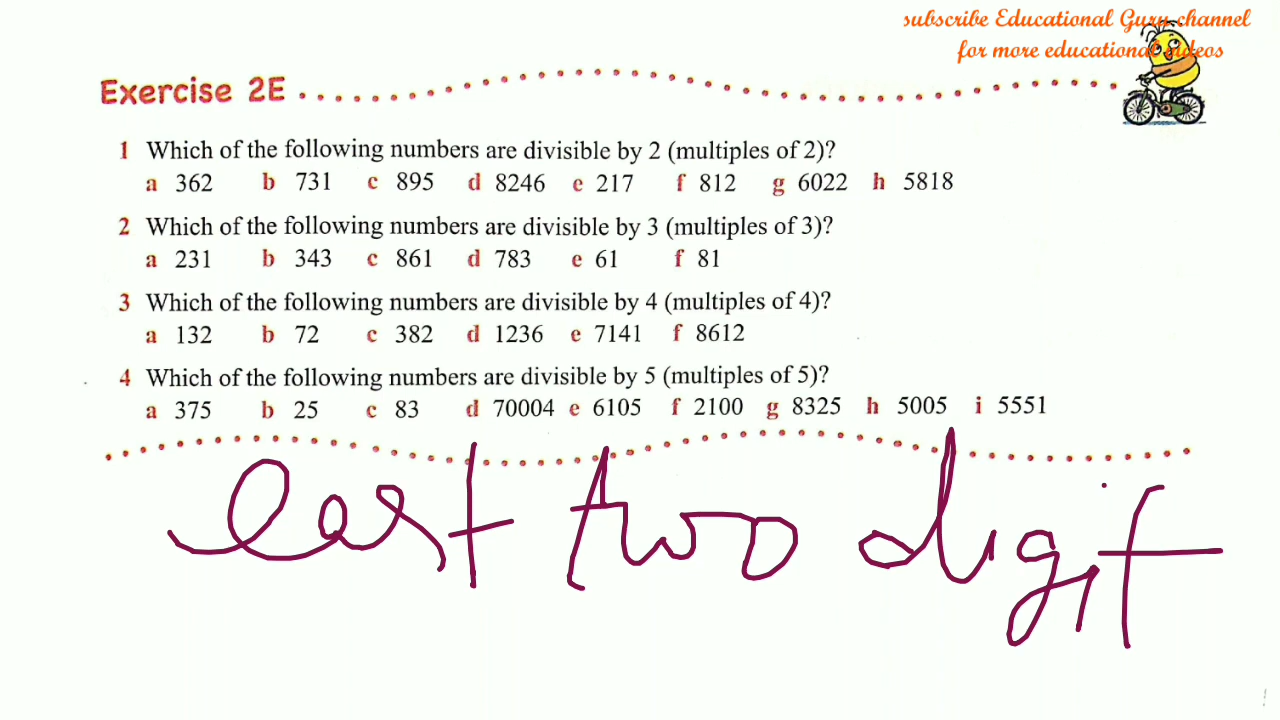 subscribe Educational Gury channel
for more educational videos
Exercise 2E
1 Which of the following numbers are divisible by 2 (multiples of 2)?
a 362 b 731 c 895 d 8246 e 217 f 812 g 6022 h 5818
2 Which of the following numbers are divisible by 3 (multiples of 3)?
a 231 b 343 c 861 d 783 e 61 f 81
3 Which of the following numbers are divisible by 4 (multiples of 4)?
a 132 b 72 c 382 d 1236 e 7141 f 8612
4 Which of the following numbers are divisible by 5 (multiples of 5)?
a 375 b 25 c 83 d 70004 e 6105 f 2100 g 8325 h 5005 i 5551
last two digit